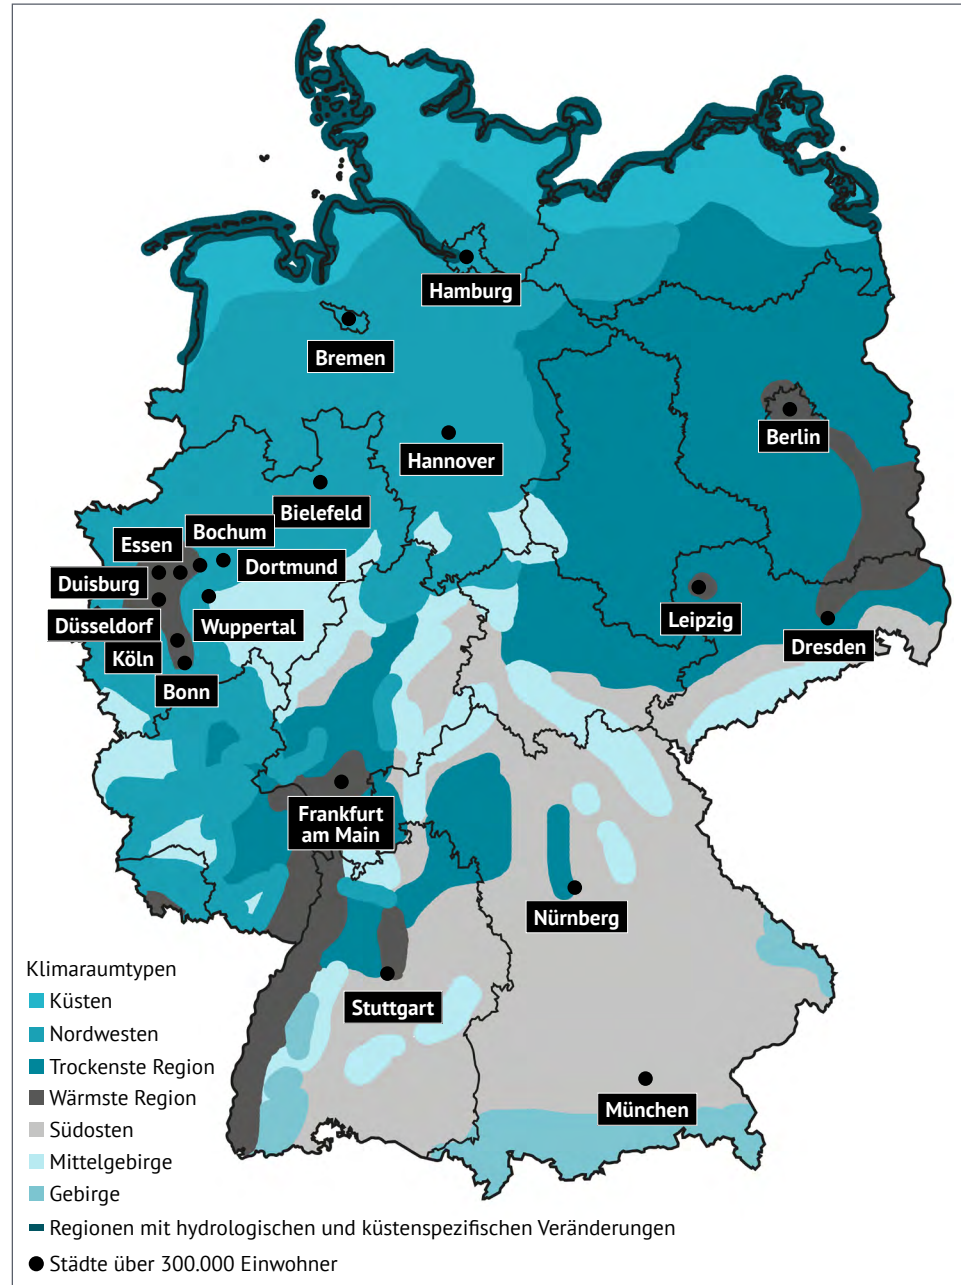 Hamburg
Bremen
Hannover
Berlin
Bielefeld
Bochum
Essen
Dortmund
Duisburg
Düsseldorf
Wuppertal
Köln
Bonn
Leipzig
Dresden
Frankfurt
am Main
Nürnberg
Stuttgart
München
Klimaraumtypen
Küsten
Nordwesten
Trockenste Region
Wärmste Region
Südosten
Mittelgebirge
Gebirge
Regionen mit hydrologischen und küstenspezifischen Veränderungen
Städte über 300.000 Einwohner